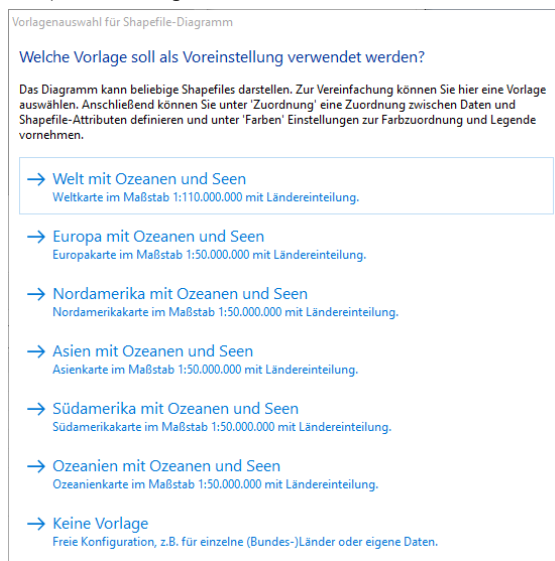 Vorlagenauswahl für Shapefile-Diagramm
Welche Vorlage soll als Voreinstellung verwendet werden?
Das Diagramm kann beliebige Shapefiles darstellen. Zur Vereinfachung können Sie hier eine Vorlage
auswählen. Anschließend können Sie unter 'Zuordnung' eine Zuordnung zwischen Daten und
Shapefile-Attributen definieren und unter 'Farben' Einstellungen zur Farbzuordnung und Legende
vornehmen.
Welt mit Ozeanen und Seen
Weltkarte im Maßstab 1:110.000.000 mit Ländereinteilung.
Europa mit Ozeanen und Seen
Europakarte im Maßstab 1:50.000.000 mit Ländereinteilung.
Nordamerika mit Ozeanen und Seen
Nordamerikakarte im Maßstab 1:50.000.000 mit Ländereinteilung.
Asien mit Ozeanen und Seen
Asienkarte im Maßstab 1:50.000.000 mit Ländereinteilung.
Südamerika mit Ozeanen und Seen
Südamerikakarte im Maßstab 1:50.000.000 mit Ländereinteilung.
Ozeanien mit Ozeanen und Seen
Ozeanienkarte im Maßstab 1:50.000.000 mit Ländereinteilung.
Keine Vorlage
Freie Konfiguration, z.B. für einzelne (Bundes-)Länder oder eigene Daten.